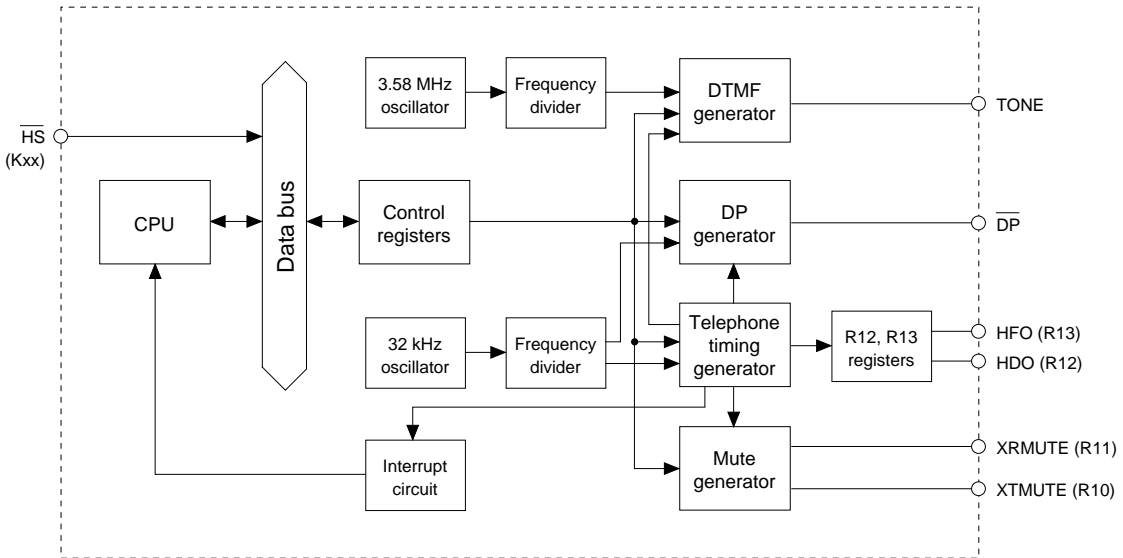 3.58 MHz
oscillator
Frequency
divider
DTMF
generator
TONE
HS
(Kxx)
CPU
Data bus
Control
registers
DP
generator
DP
32 kHz
oscillator
Frequency
divider
Telephone
timing
generator
R12, R13
registers
HFO (R13)
HDO (R12)
Interrupt
circuit
Mute
generator
XRMUTE (R11)
XTMUTE (R10)